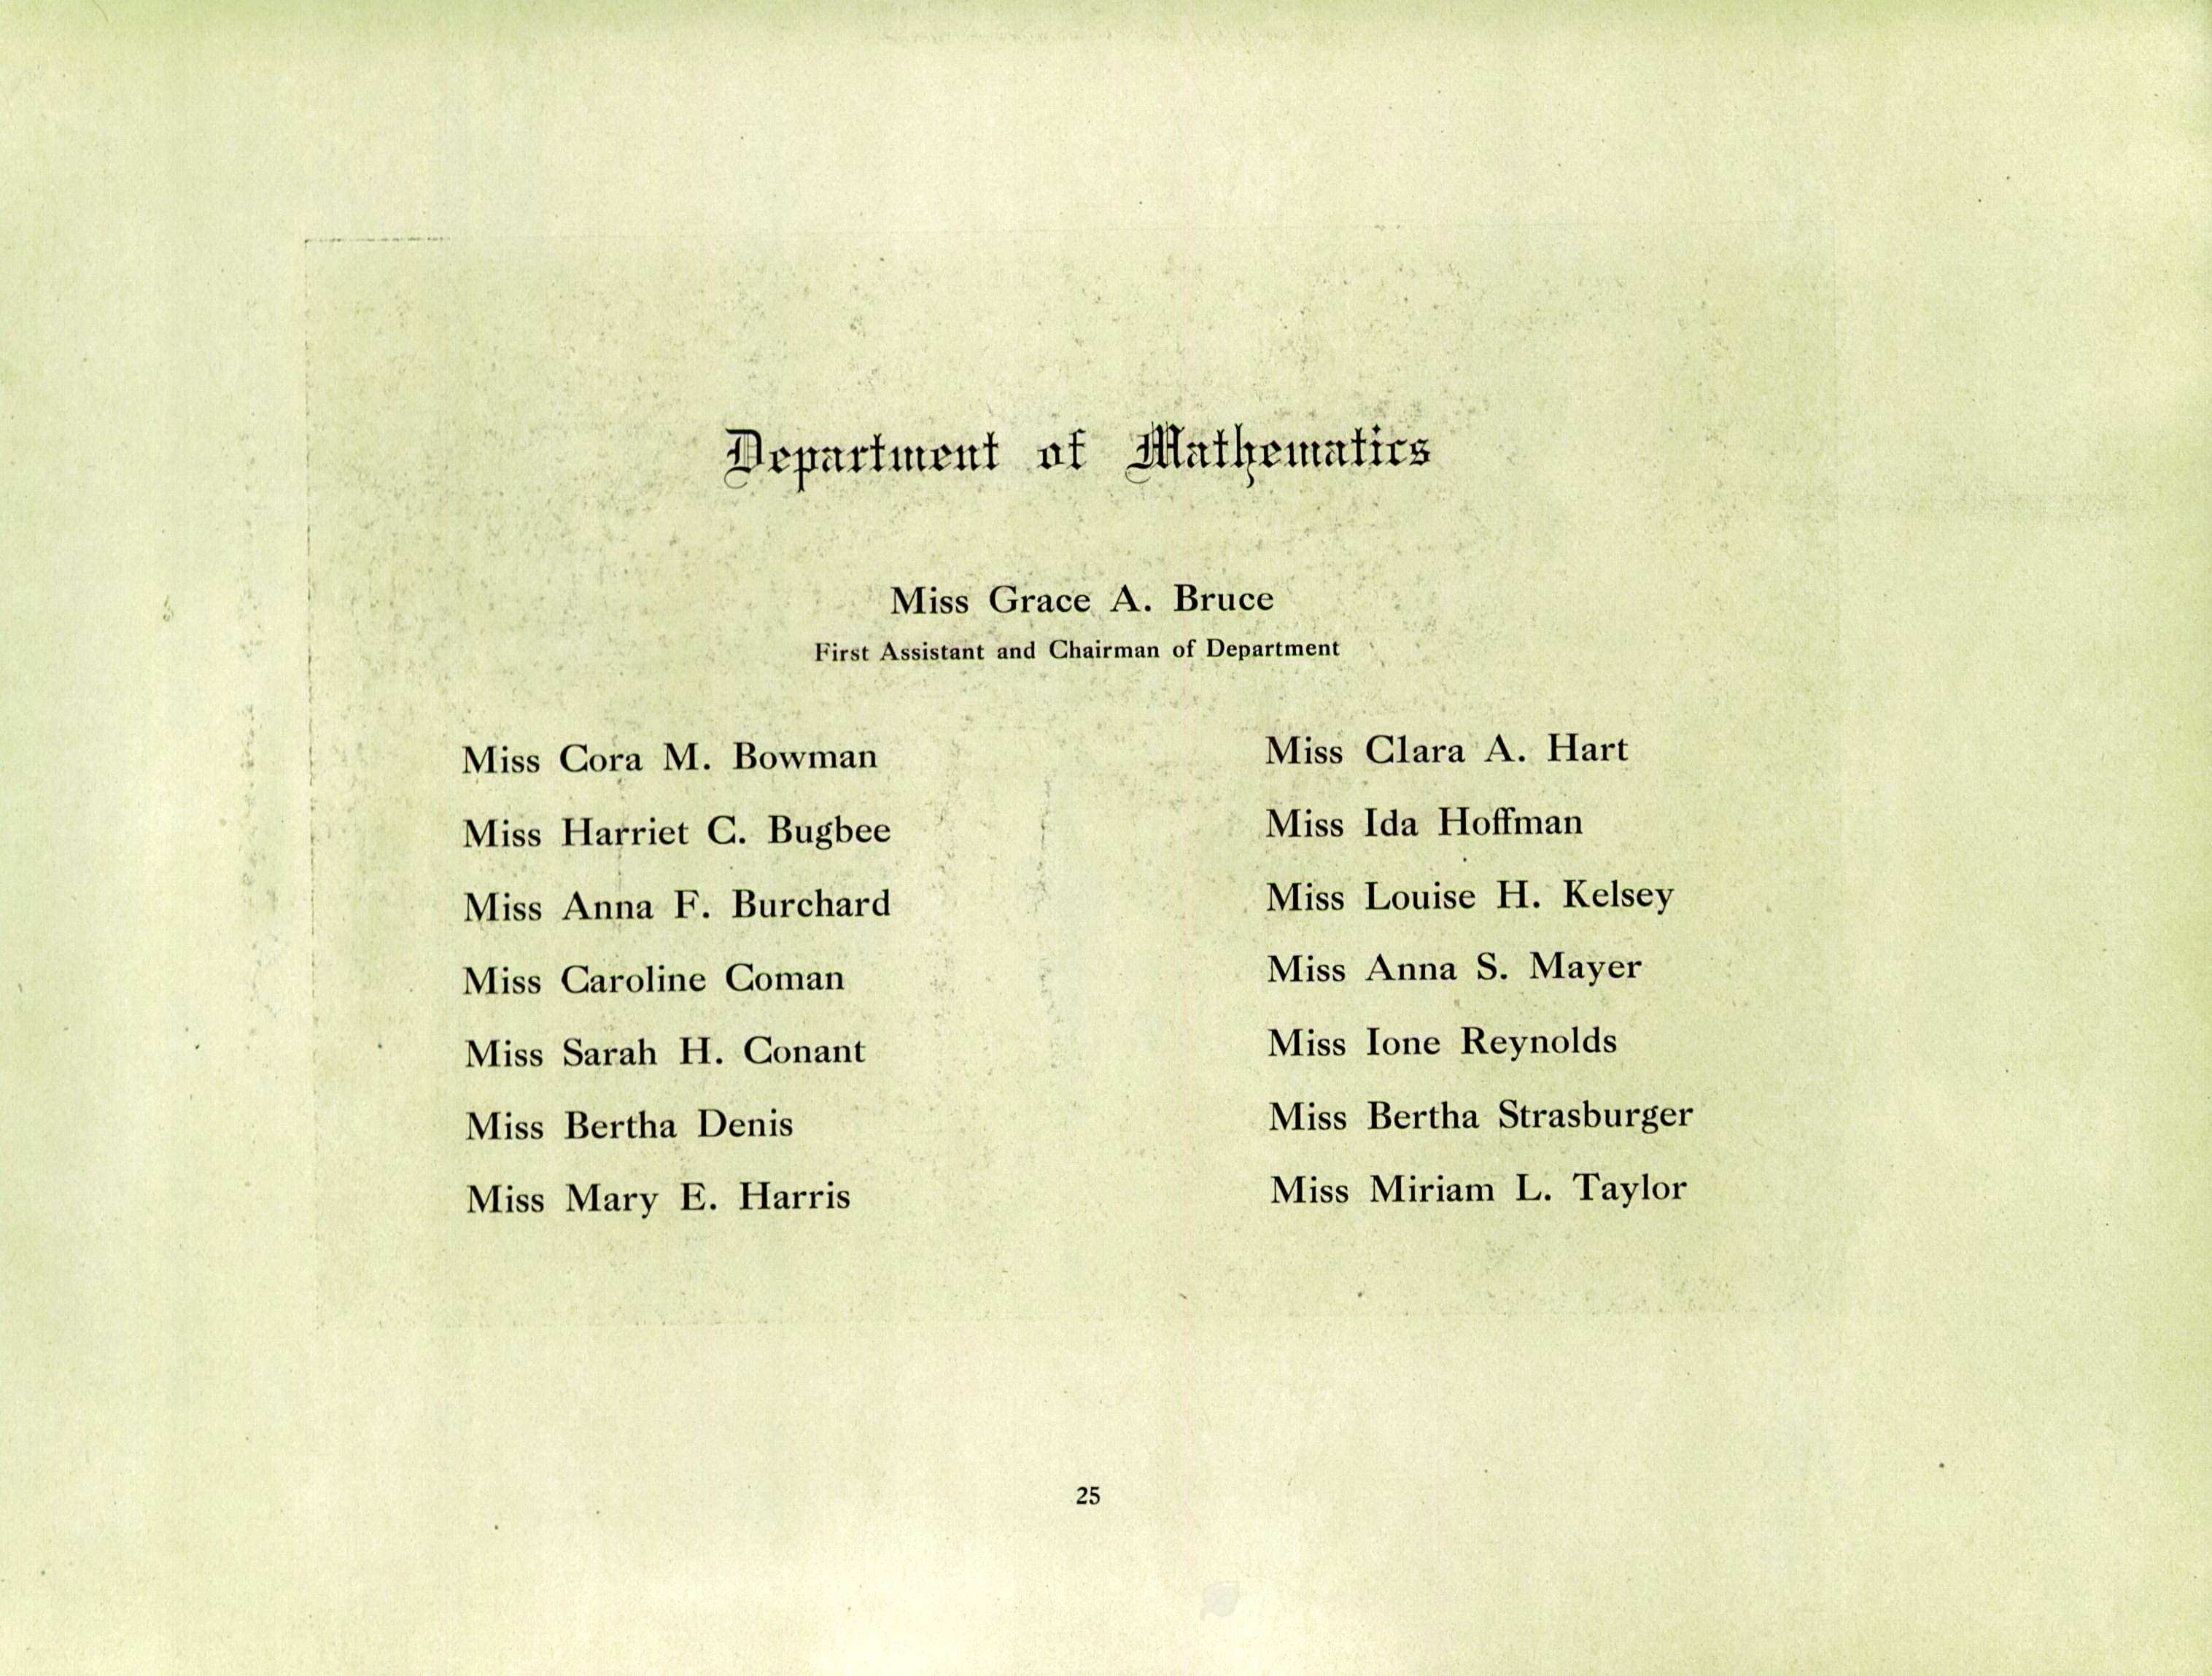 Department of Mathematics
Miss Grace A. Bruce
First Assistant and Chairman of Department
Miss Cora M. Bowman
Miss Harriet C. Bugbee
Miss Anna F. Burchard
Miss Caroline Coman
Miss Sarah H. Conant
Miss Bertha Denis
Miss Mary E. Harris
Miss Clara A. Hart
Miss Ida Hoffman
Miss Louise H. Kelsey
Miss Anna S. Mayer
Miss Ione Reynolds
Miss Bertha Strasburger
Miss Miriam L. Taylor
25